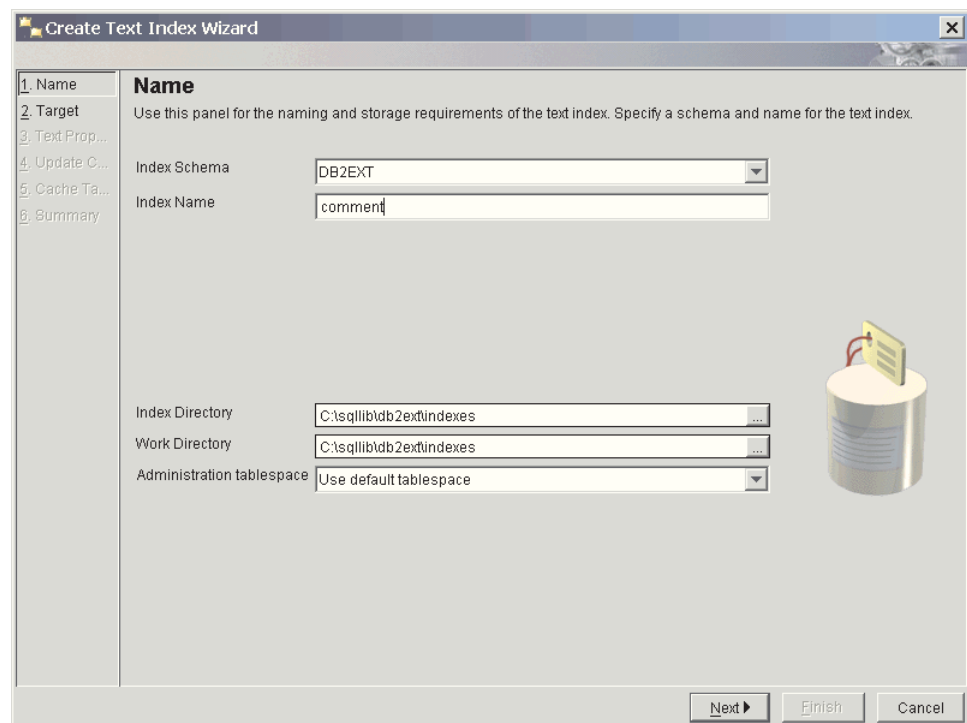 Create Text Index Wizard
1. Name
2. Target
3. Text Prop...
4. Update C...
5. Cache Ta...
6. Summary
Name
Use this panel for the naming and storage requirements of the text index. Specify a schema and name for the text index.
Index Schema
DB2EXT
Index Name
comment
Index Directory
C:\sqllib\db2ext\indexes
...
Work Directory
C:\sqllib\db2ext\indexes
...
Administration tablespace
Use default tablespace
Next
Finish
Cancel